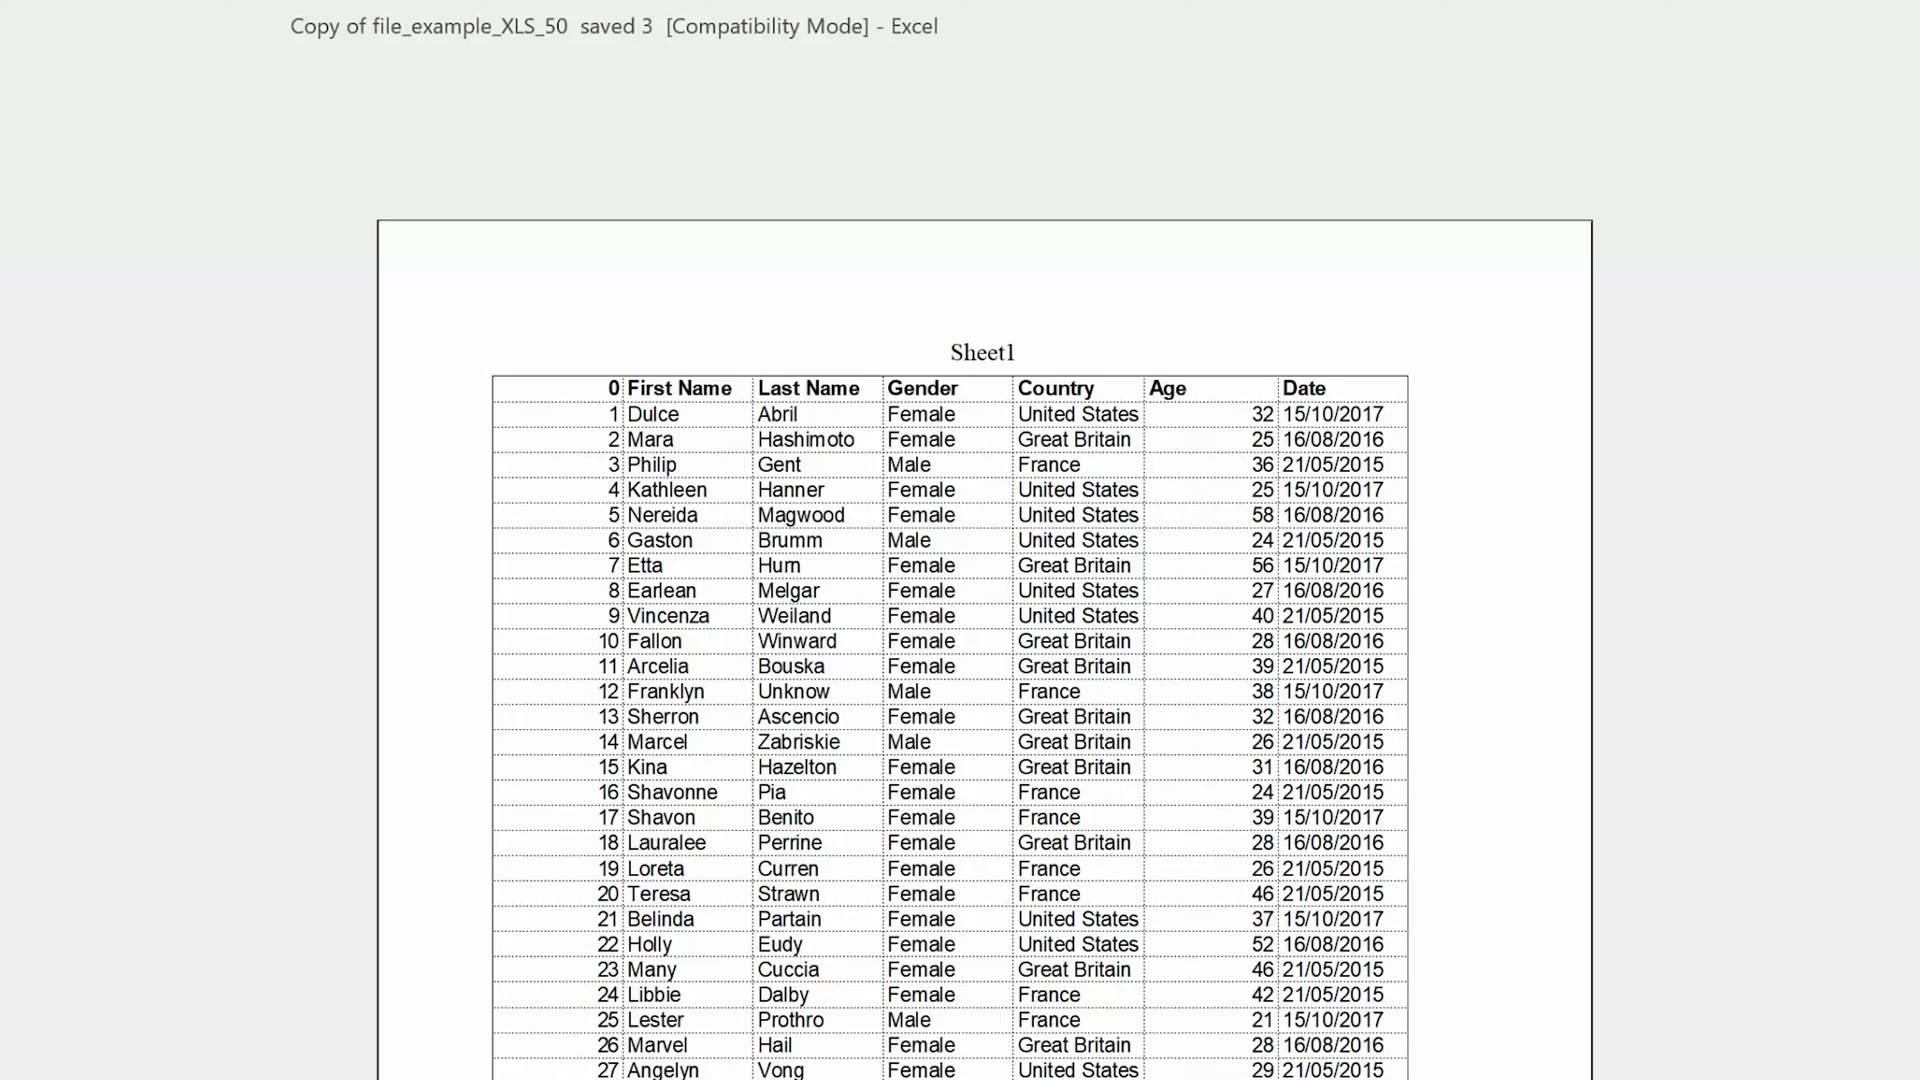 Copy of file_example_XLS_50 saved 3 [Compatibility Mode] - Excel
Sheet1
0 First Name Last Name Gender Country Age Date
1 Dulce Abril Female United States 32 15/10/2017
2 Mara Hashimoto Female Great Britain 25 16/08/2016
3 Philip Gent Male France 36 21/05/2015
4 Kathleen Hanner Female United States 25 15/10/2017
5 Nereida Magwood Female United States 58 16/08/2016
6 Gaston Brumm Male United States 24 21/05/2015
7 Etta Hurn Female Great Britain 56 15/10/2017
8 Earlean Melgar Female United States 27 16/08/2016
9 Vincenza Weiland Female United States 40 21/05/2015
10 Fallon Winward Female Great Britain 28 16/08/2016
11 Arcelia Bouska Female Great Britain 39 21/05/2015
12 Franklyn Unknow Male France 38 15/10/2017
13 Sherron Ascencio Female Great Britain 32 16/08/2016
14 Marcel Zabriskie Male Great Britain 26 21/05/2015
15 Kina Hazelton Female Great Britain 31 16/08/2016
16 Shavonne Pia Female France 24 21/05/2015
17 Shavon Benito Female France 39 15/10/2017
18 Lauralee Perrine Female Great Britain 28 16/08/2016
19 Loreta Curren Female France 26 21/05/2015
20 Teresa Strawn Female France 46 21/05/2015
21 Belinda Partain Female United States 37 15/10/2017
22 Holly Eudy Female United States 52 16/08/2016
23 Many Cuccia Female Great Britain 46 21/05/2015
24 Libbie Dalby Female France 42 21/05/2015
25 Lester Prothro Male France 21 15/10/2017
26 Marvel Hail Female Great Britain 28 16/08/2016
27 Angelyn Vong Female United States 29 21/05/2015